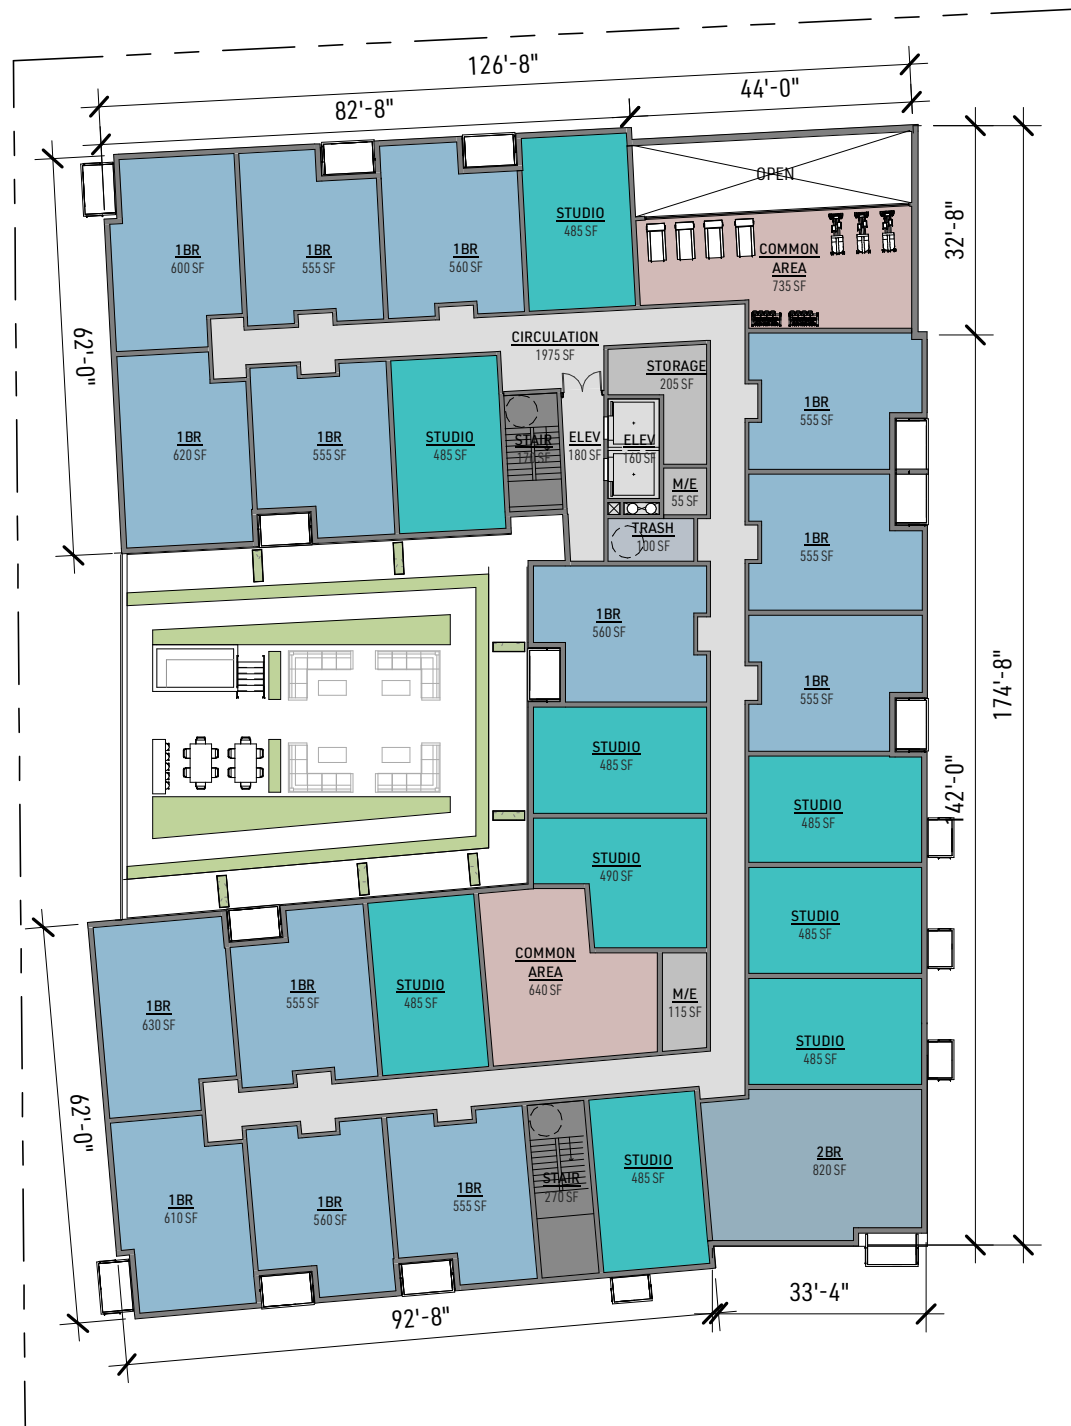 126'-8"
82'-8"
44'-0"
OPEN
STUDIO
485 SF
1BR
600 SF
1BR
555 SF
1BR
560 SF
COMMON
AREA
735 SF
32'-8"
62'-0"
CIRCULATION
1975 SF
STORAGE
205 SF
1BR
555 SF
1BR
620 SF
1BR
555 SF
STUDIO
485 SF
STAIR
170 SF
ELEV
180 SF
ELEV
160 SF
M/E
55 SF
TRASH
100 SF
1BR
555 SF
1BR
560 SF
1BR
555 SF
174'-8"
STUDIO
485 SF
STUDIO
485 SF
42'-0"
STUDIO
490 SF
STUDIO
485 SF
COMMON
AREA
640 SF
1BR
630 SF
1BR
555 SF
STUDIO
485 SF
M/E
115 SF
STUDIO
485 SF
62'-0"
1BR
610 SF
1BR
560 SF
1BR
555 SF
STAIR
270 SF
STUDIO
485 SF
2BR
820 SF
92'-8"
33'-4"